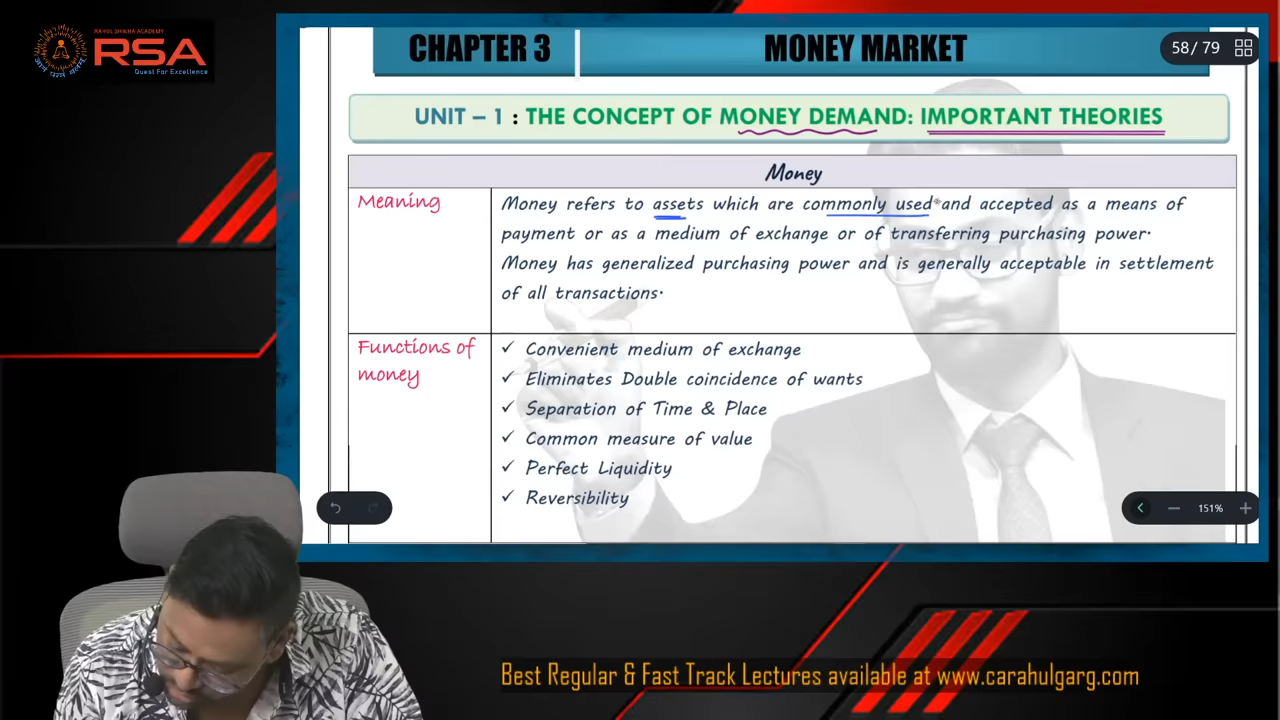 RAHUL SHIKHA ACADEMY
RSA
Quest For Excellence
CHAPTER 3
MONEY MARKET
58 / 79
UNIT – 1 : THE CONCEPT OF MONEY DEMAND: IMPORTANT THEORIES
Money
Meaning
Money refers to assets which are commonly used and accepted as a means of
payment or as a medium of exchange or of transferring purchasing power.
Money has generalized purchasing power and is generally acceptable in settlement
of all transactions.
Functions of
money
✓ Convenient medium of exchange
✓ Eliminates Double coincidence of wants
✓ Separation of Time & Place
✓ Common measure of value
✓ Perfect Liquidity
✓ Reversibility
151%
Best Regular & Fast Track Lectures available at www.carahulgarg.com